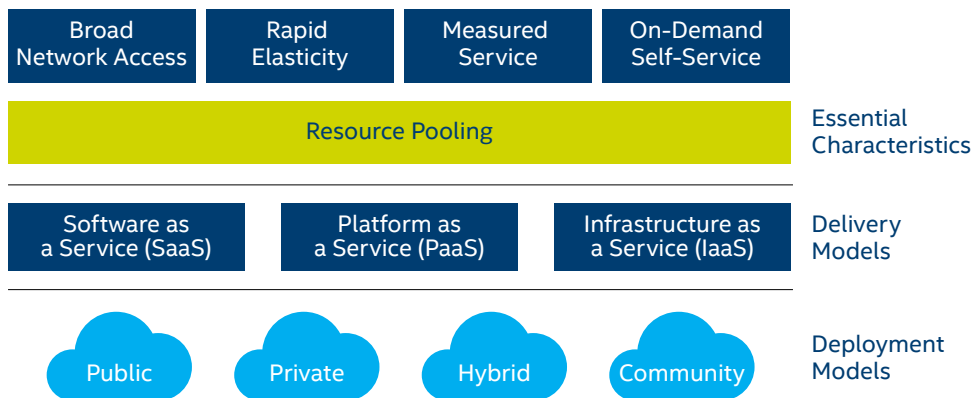 Broad
Network Access
Rapid
Elasticity
Measured
Service
On-Demand
Self-Service
Resource Pooling
Essential
Characteristics
Software as
a Service (SaaS)
Platform as
a Service (PaaS)
Infrastructure as
a Service (IaaS)
Delivery
Models
Public
Private
Hybrid
Community
Deployment
Models